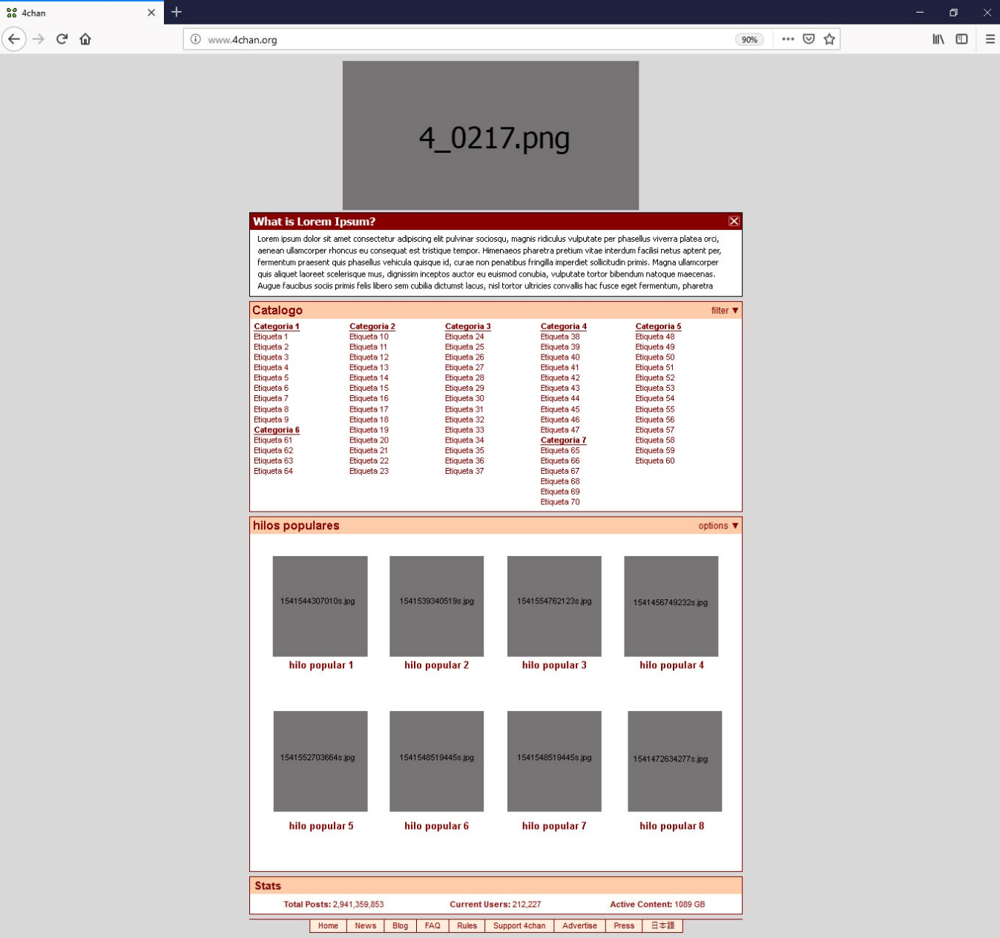 4chan
www.4chan.org
90%
4_0217.png
What is Lorem Ipsum?
Lorem ipsum dolor sit amet consectetur adipiscing elit pulvinar sociosqu, magnis ridiculus vulputate per phasellus viverra platea orci,
aenean ullamcorper rhoncus eu consequat est tristique tempor. Himenaeos pharetra pretium vitae interdum facilisi netus aptent per,
fermentum praesent quis phasellus vehicula quisque id, curae non penatibus fringilla imperdiet sollicitudin primis. Magna ullamcorper
quis aliquet laoreet scelerisque mus, dignissim inceptos auctor eu euismod conubia, vulputate tortor bibendum natoque maecenas.
Augue faucibus sociis primis felis libero sem cubilia dictumst lacus, nisl tortor ultricies convallis hac fusce eget fermentum, pharetra
Catalogo
filter ▼
Categoria 1
Etiqueta 1
Etiqueta 2
Etiqueta 3
Etiqueta 4
Etiqueta 5
Etiqueta 6
Etiqueta 7
Etiqueta 8
Etiqueta 9
Categoria 6
Etiqueta 61
Etiqueta 62
Etiqueta 63
Etiqueta 64
Categoria 2
Etiqueta 10
Etiqueta 11
Etiqueta 12
Etiqueta 13
Etiqueta 14
Etiqueta 15
Etiqueta 16
Etiqueta 17
Etiqueta 18
Etiqueta 19
Etiqueta 20
Etiqueta 21
Etiqueta 22
Etiqueta 23
Categoria 3
Etiqueta 24
Etiqueta 25
Etiqueta 26
Etiqueta 27
Etiqueta 28
Etiqueta 29
Etiqueta 30
Etiqueta 31
Etiqueta 32
Etiqueta 33
Etiqueta 34
Etiqueta 35
Etiqueta 36
Etiqueta 37
Categoria 4
Etiqueta 38
Etiqueta 39
Etiqueta 40
Etiqueta 41
Etiqueta 42
Etiqueta 43
Etiqueta 44
Etiqueta 45
Etiqueta 46
Etiqueta 47
Categoria 7
Etiqueta 65
Etiqueta 66
Etiqueta 67
Etiqueta 68
Etiqueta 69
Etiqueta 70
Categoria 5
Etiqueta 48
Etiqueta 49
Etiqueta 50
Etiqueta 51
Etiqueta 52
Etiqueta 53
Etiqueta 54
Etiqueta 55
Etiqueta 56
Etiqueta 57
Etiqueta 58
Etiqueta 59
Etiqueta 60
hilos populares
options ▼
1541544307010s.jpg
1541539340519s.jpg
1541554762123s.jpg
1541456749232s.jpg
hilo popular 1
hilo popular 2
hilo popular 3
hilo popular 4
1541552703664s.jpg
1541548519445s.jpg
1541548519445s.jpg
1541472634277s.jpg
hilo popular 5
hilo popular 6
hilo popular 7
hilo popular 8
Stats
Total Posts: 2,941,359,853
Current Users: 212,227
Active Content: 1089 GB
Home
News
Blog
FAQ
Rules
Support 4chan
Advertise
Press
日本語